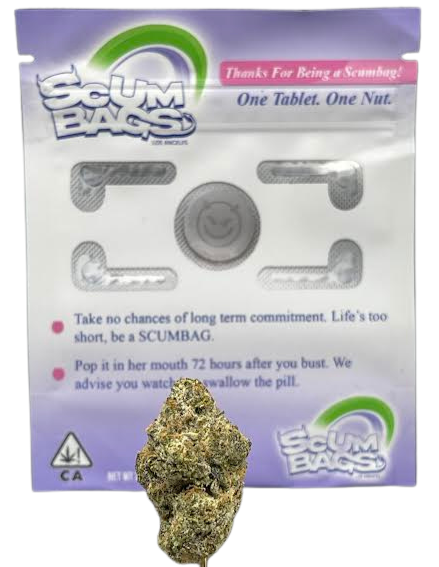 SCUM
BAGS
LOS ANGELES
Thanks For Being a Scumbag!
One Tablet. One Nut.
Take no chances of long term commitment. Life's too
short, be a SCUMBAG.
Pop it in her mouth 72 hours after you bust. We
advise you watch swallow the pill.
SCUM
BAGS
CA
NET WT